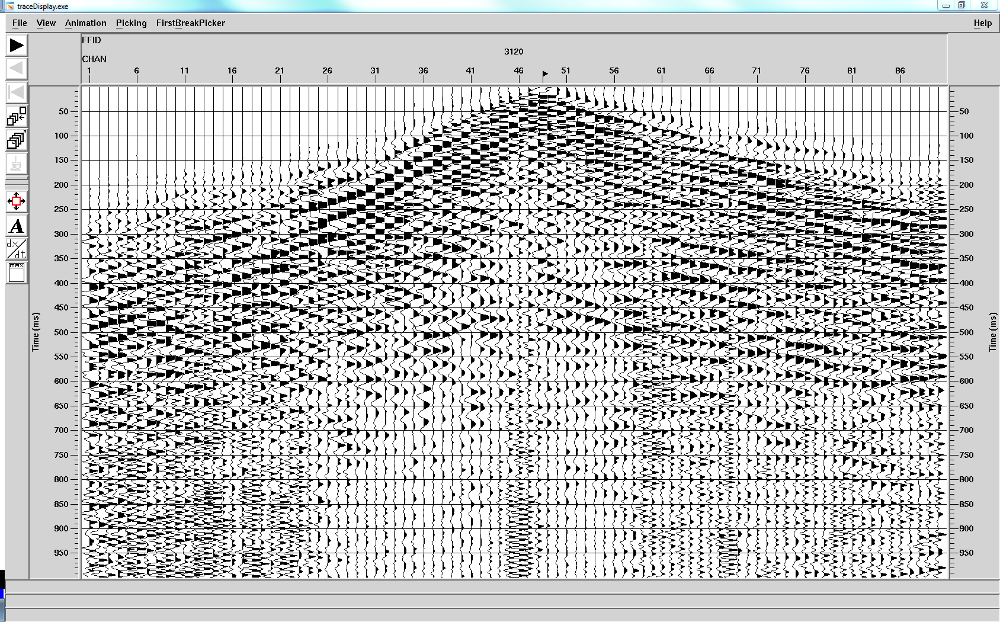 traceDisplay.exe
File View Animation Picking FirstBreakPicker Help
FFID
3120
CHAN
1 6 11 16 21 26 31 36 41 46 51 56 61 66 71 76 81 86
50 50
100 100
150 150
200 200
250 250
300 300
350 350
400 400
450 450
500 500
550 550
600 600
650 650
700 700
750 750
800 800
850 850
900 900
950 950
Time (ms)
Time (ms)
A
dx/dt
max